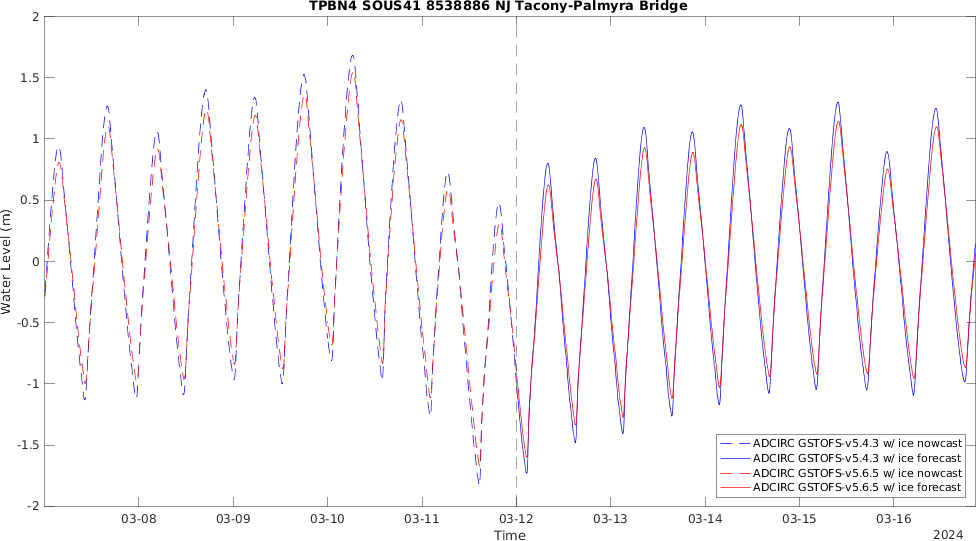 TPBN4 SOUS41 8538886 NJ Tacony-Palmyra Bridge
Water Level (m)
2
1.5
1
0.5
0
-0.5
-1
-1.5
-2
ADCIRC GSTOFS-v5.4.3 w/ ice nowcast
ADCIRC GSTOFS-v5.4.3 w/ ice forecast
ADCIRC GSTOFS-v5.6.5 w/ ice nowcast
ADCIRC GSTOFS-v5.6.5 w/ ice forecast
03-08 03-09 03-10 03-11 03-12 03-13 03-14 03-15 03-16
Time
2024